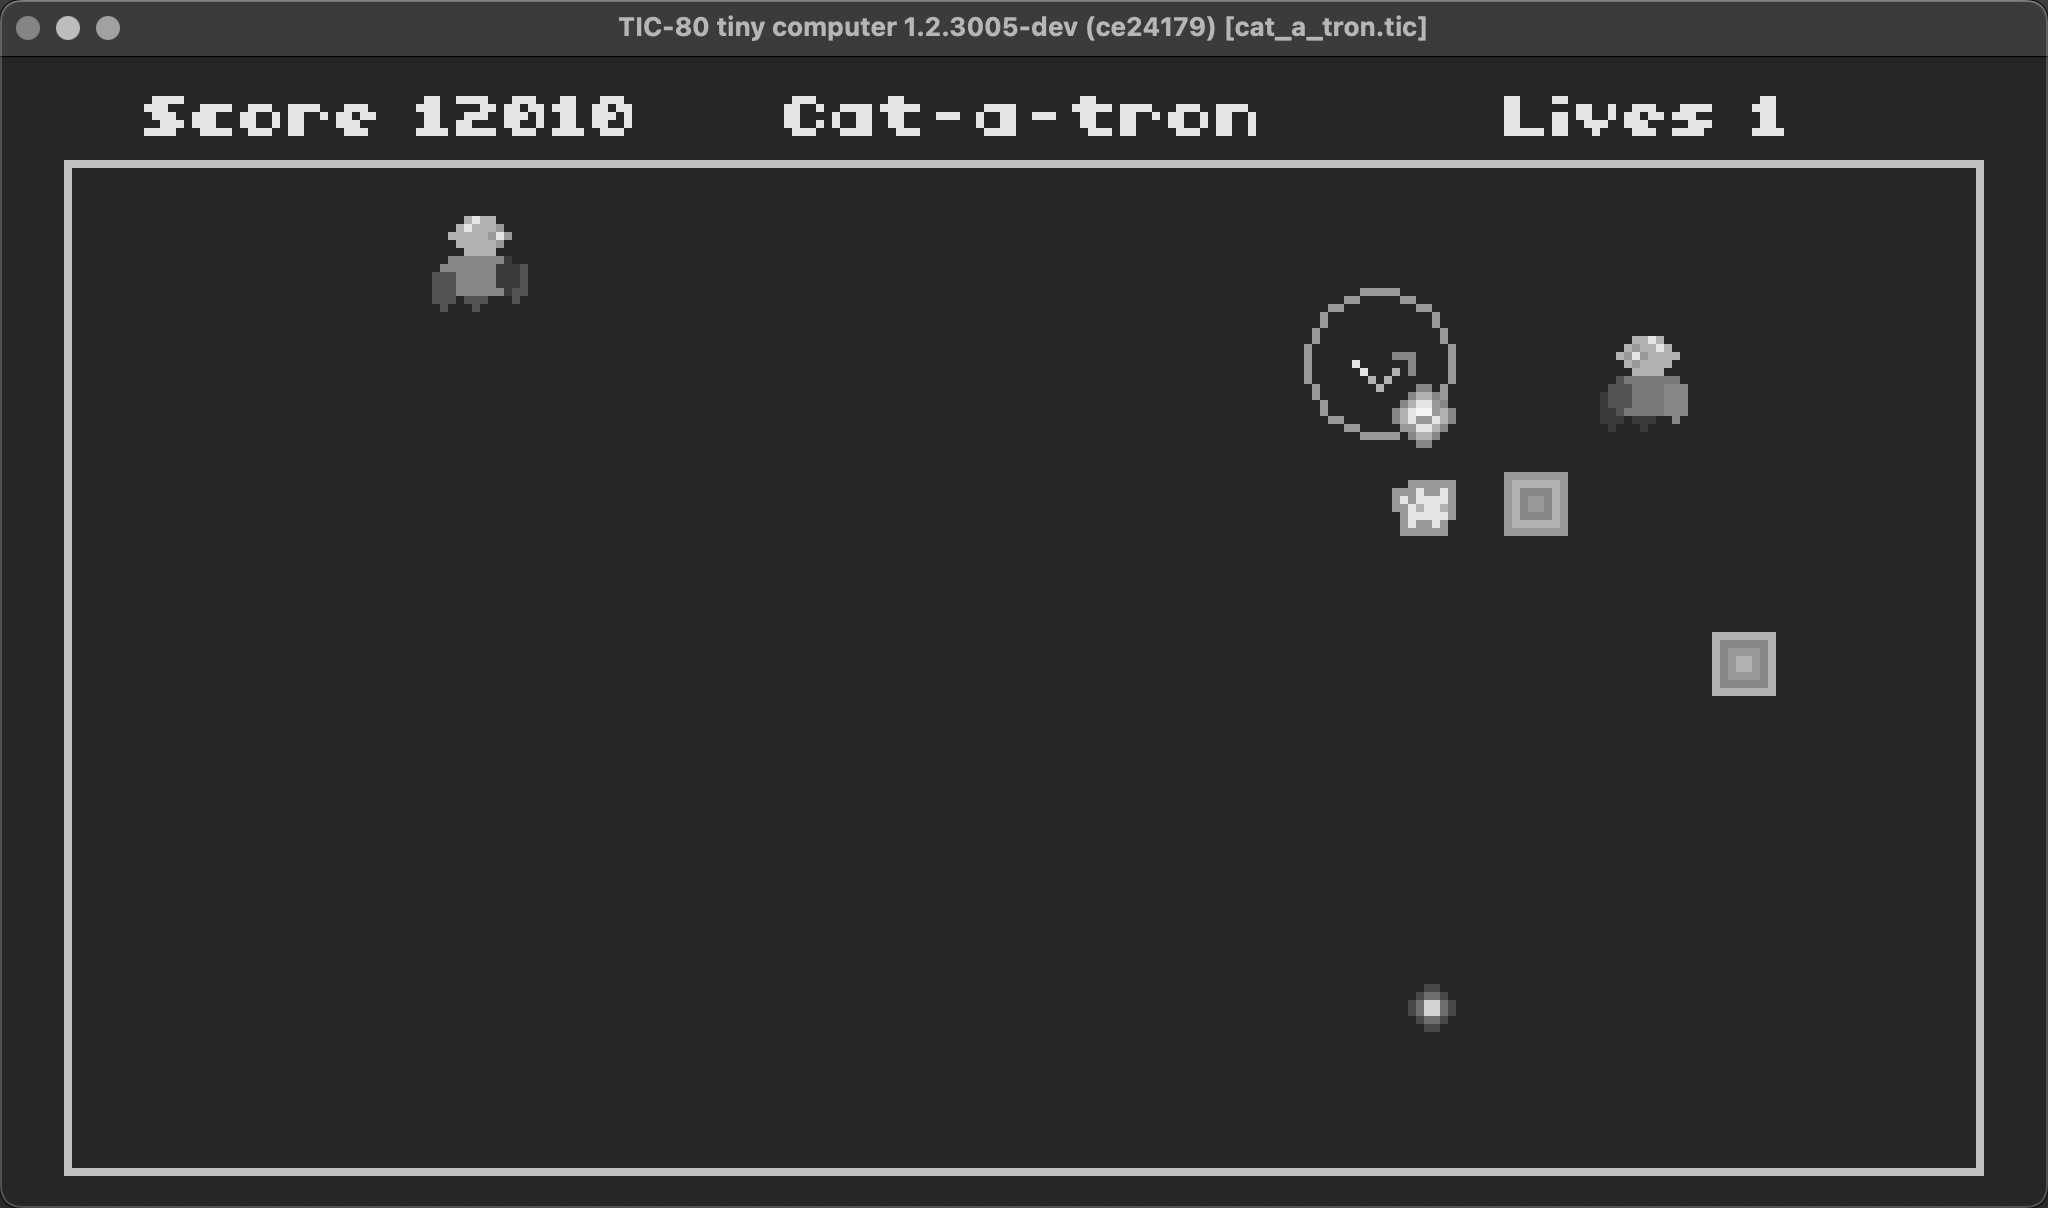 TIC-80 tiny computer 1.2.3005-dev (ce24179) [cat_a_tron.tic]
Score 12010 Cat-a-tron Lives 1